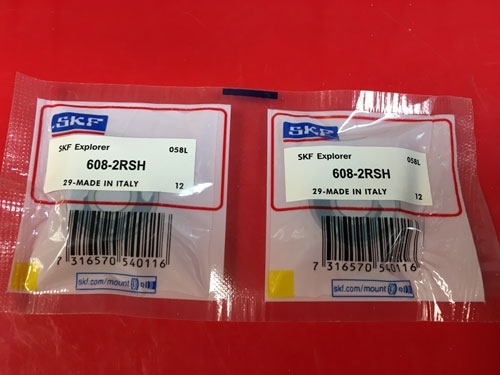 SKF
SKF Explorer 058L
608-2RSH
29-MADE IN ITALY 12
7 316570 540116
skf.com/mount
SKF
SKF Explorer 058L
608-2RSH
29-MADE IN ITALY 12
7 316570 540116
skf.com/mount